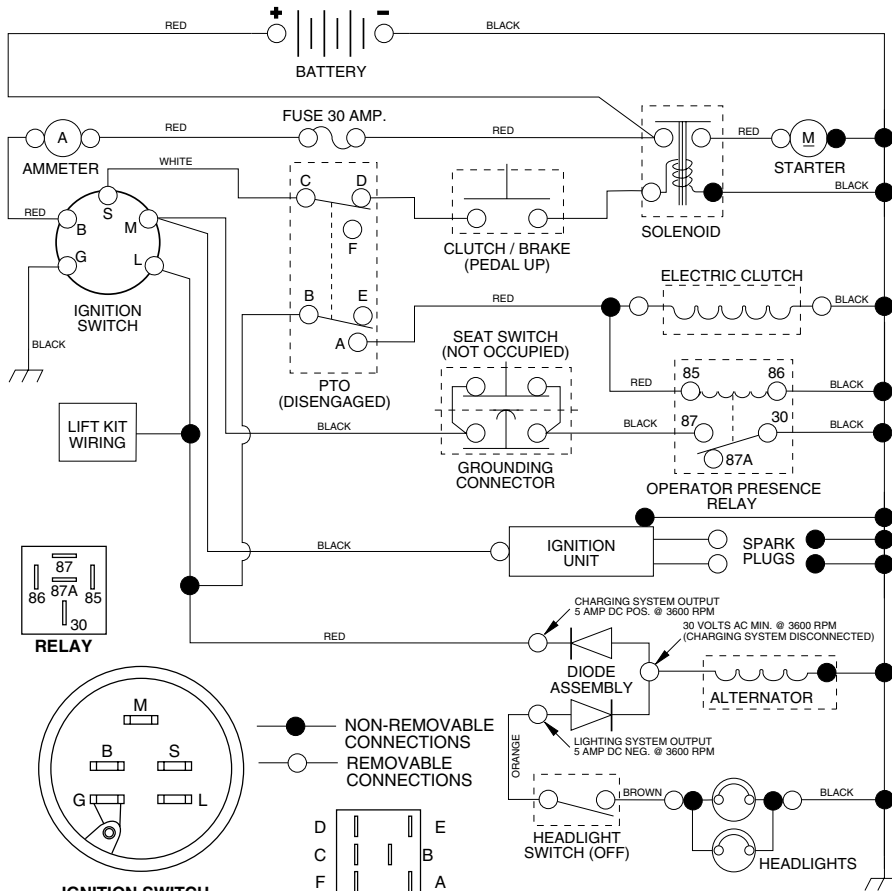 RED
+
-
BLACK
BATTERY
FUSE 30 AMP.
A
RED
RED
RED
M
AMMETER
STARTER
WHITE
C
D
BLACK
S
RED
B
M
F
SOLENOID
CLUTCH / BRAKE
(PEDAL UP)
G
L
ELECTRIC CLUTCH
IGNITION
SWITCH
B
E
RED
BLACK
BLACK
A
SEAT SWITCH
(NOT OCCUPIED)
PTO
(DISENGAGED)
85
86
RED
BLACK
LIFT KIT
WIRING
BLACK
BLACK
87
30
BLACK
87A
GROUNDING
CONNECTOR
OPERATOR PRESENCE
RELAY
BLACK
IGNITION
UNIT
SPARK
PLUGS
87
86
87A
85
30
RELAY
CHARGING SYSTEM OUTPUT
5 AMP DC POS. @ 3600 RPM
30 VOLTS AC MIN. @ 3600 RPM
(CHARGING SYSTEM DISCONNECTED)
RED
DIODE
ASSEMBLY
ALTERNATOR
M
NON-REMOVABLE
CONNECTIONS
LIGHTING SYSTEM OUTPUT
5 AMP DC NEG. @ 3600 RPM
ORANGE
B
S
REMOVABLE
CONNECTIONS
G
L
BROWN
BLACK
D
E
C
B
F
A
HEADLIGHT
SWITCH (OFF)
HEADLIGHTS
IGNITION SWITCH